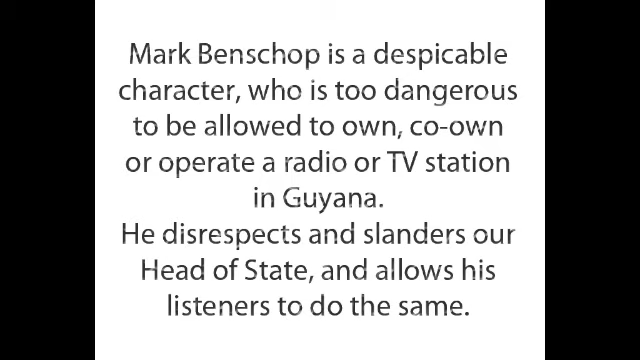 Mark Benschop is a despicable
character, who is too dangerous
to be allowed to own, co-own
or operate a radio or TV station
in Guyana.
He disrespects and slanders our
Head of State, and allows his
listeners to do the same.